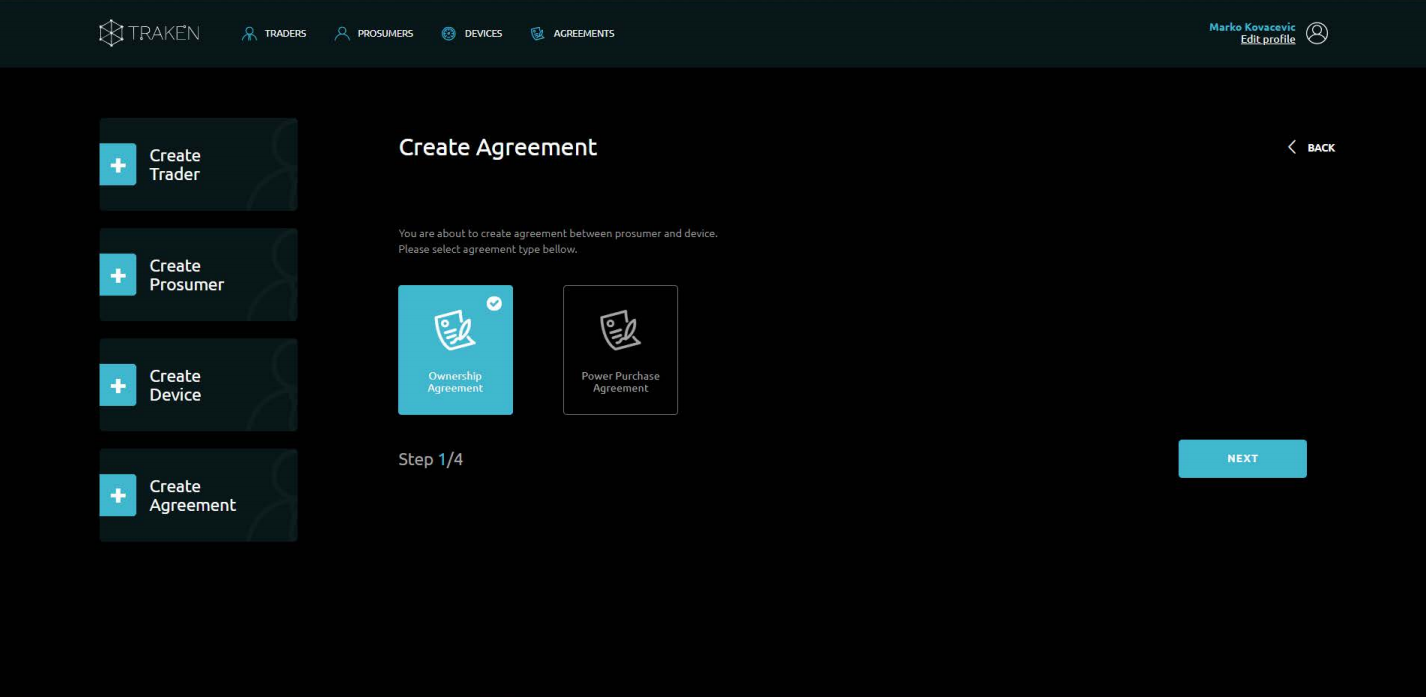 TRAKEN
TRADERS
PROSUMERS
DEVICES
AGREEMENTS
Marko Kovacevic
Edit profile
Create
Trader
Create
Prosumer
Create
Device
Create
Agreement
Create Agreement
BACK
You are about to create agreement between prosumer and device.
Please select agreement type bellow.
Ownership
Agreement
Power Purchase
Agreement
Step 1/4
NEXT